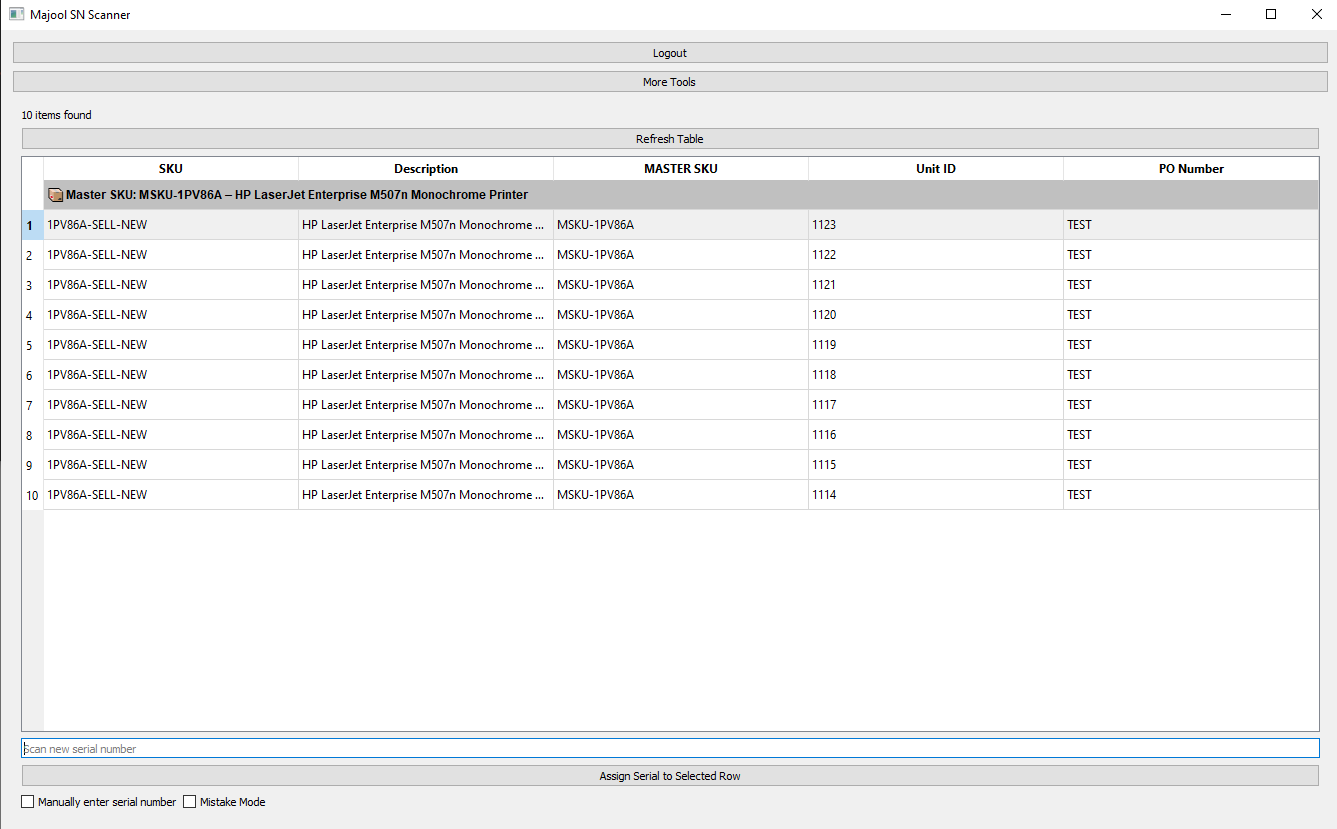 Majool SN Scanner
Logout
More Tools
10 items found
Refresh Table
SKU Description MASTER SKU Unit ID PO Number
Master SKU: MSKU-1PV86A – HP LaserJet Enterprise M507n Monochrome Printer
1 1PV86A-SELL-NEW HP LaserJet Enterprise M507n Monochrome ... MSKU-1PV86A 1123 TEST
2 1PV86A-SELL-NEW HP LaserJet Enterprise M507n Monochrome ... MSKU-1PV86A 1122 TEST
3 1PV86A-SELL-NEW HP LaserJet Enterprise M507n Monochrome ... MSKU-1PV86A 1121 TEST
4 1PV86A-SELL-NEW HP LaserJet Enterprise M507n Monochrome ... MSKU-1PV86A 1120 TEST
5 1PV86A-SELL-NEW HP LaserJet Enterprise M507n Monochrome ... MSKU-1PV86A 1119 TEST
6 1PV86A-SELL-NEW HP LaserJet Enterprise M507n Monochrome ... MSKU-1PV86A 1118 TEST
7 1PV86A-SELL-NEW HP LaserJet Enterprise M507n Monochrome ... MSKU-1PV86A 1117 TEST
8 1PV86A-SELL-NEW HP LaserJet Enterprise M507n Monochrome ... MSKU-1PV86A 1116 TEST
9 1PV86A-SELL-NEW HP LaserJet Enterprise M507n Monochrome ... MSKU-1PV86A 1115 TEST
10 1PV86A-SELL-NEW HP LaserJet Enterprise M507n Monochrome ... MSKU-1PV86A 1114 TEST
Scan new serial number
Assign Serial to Selected Row
Manually enter serial number Mistake Mode